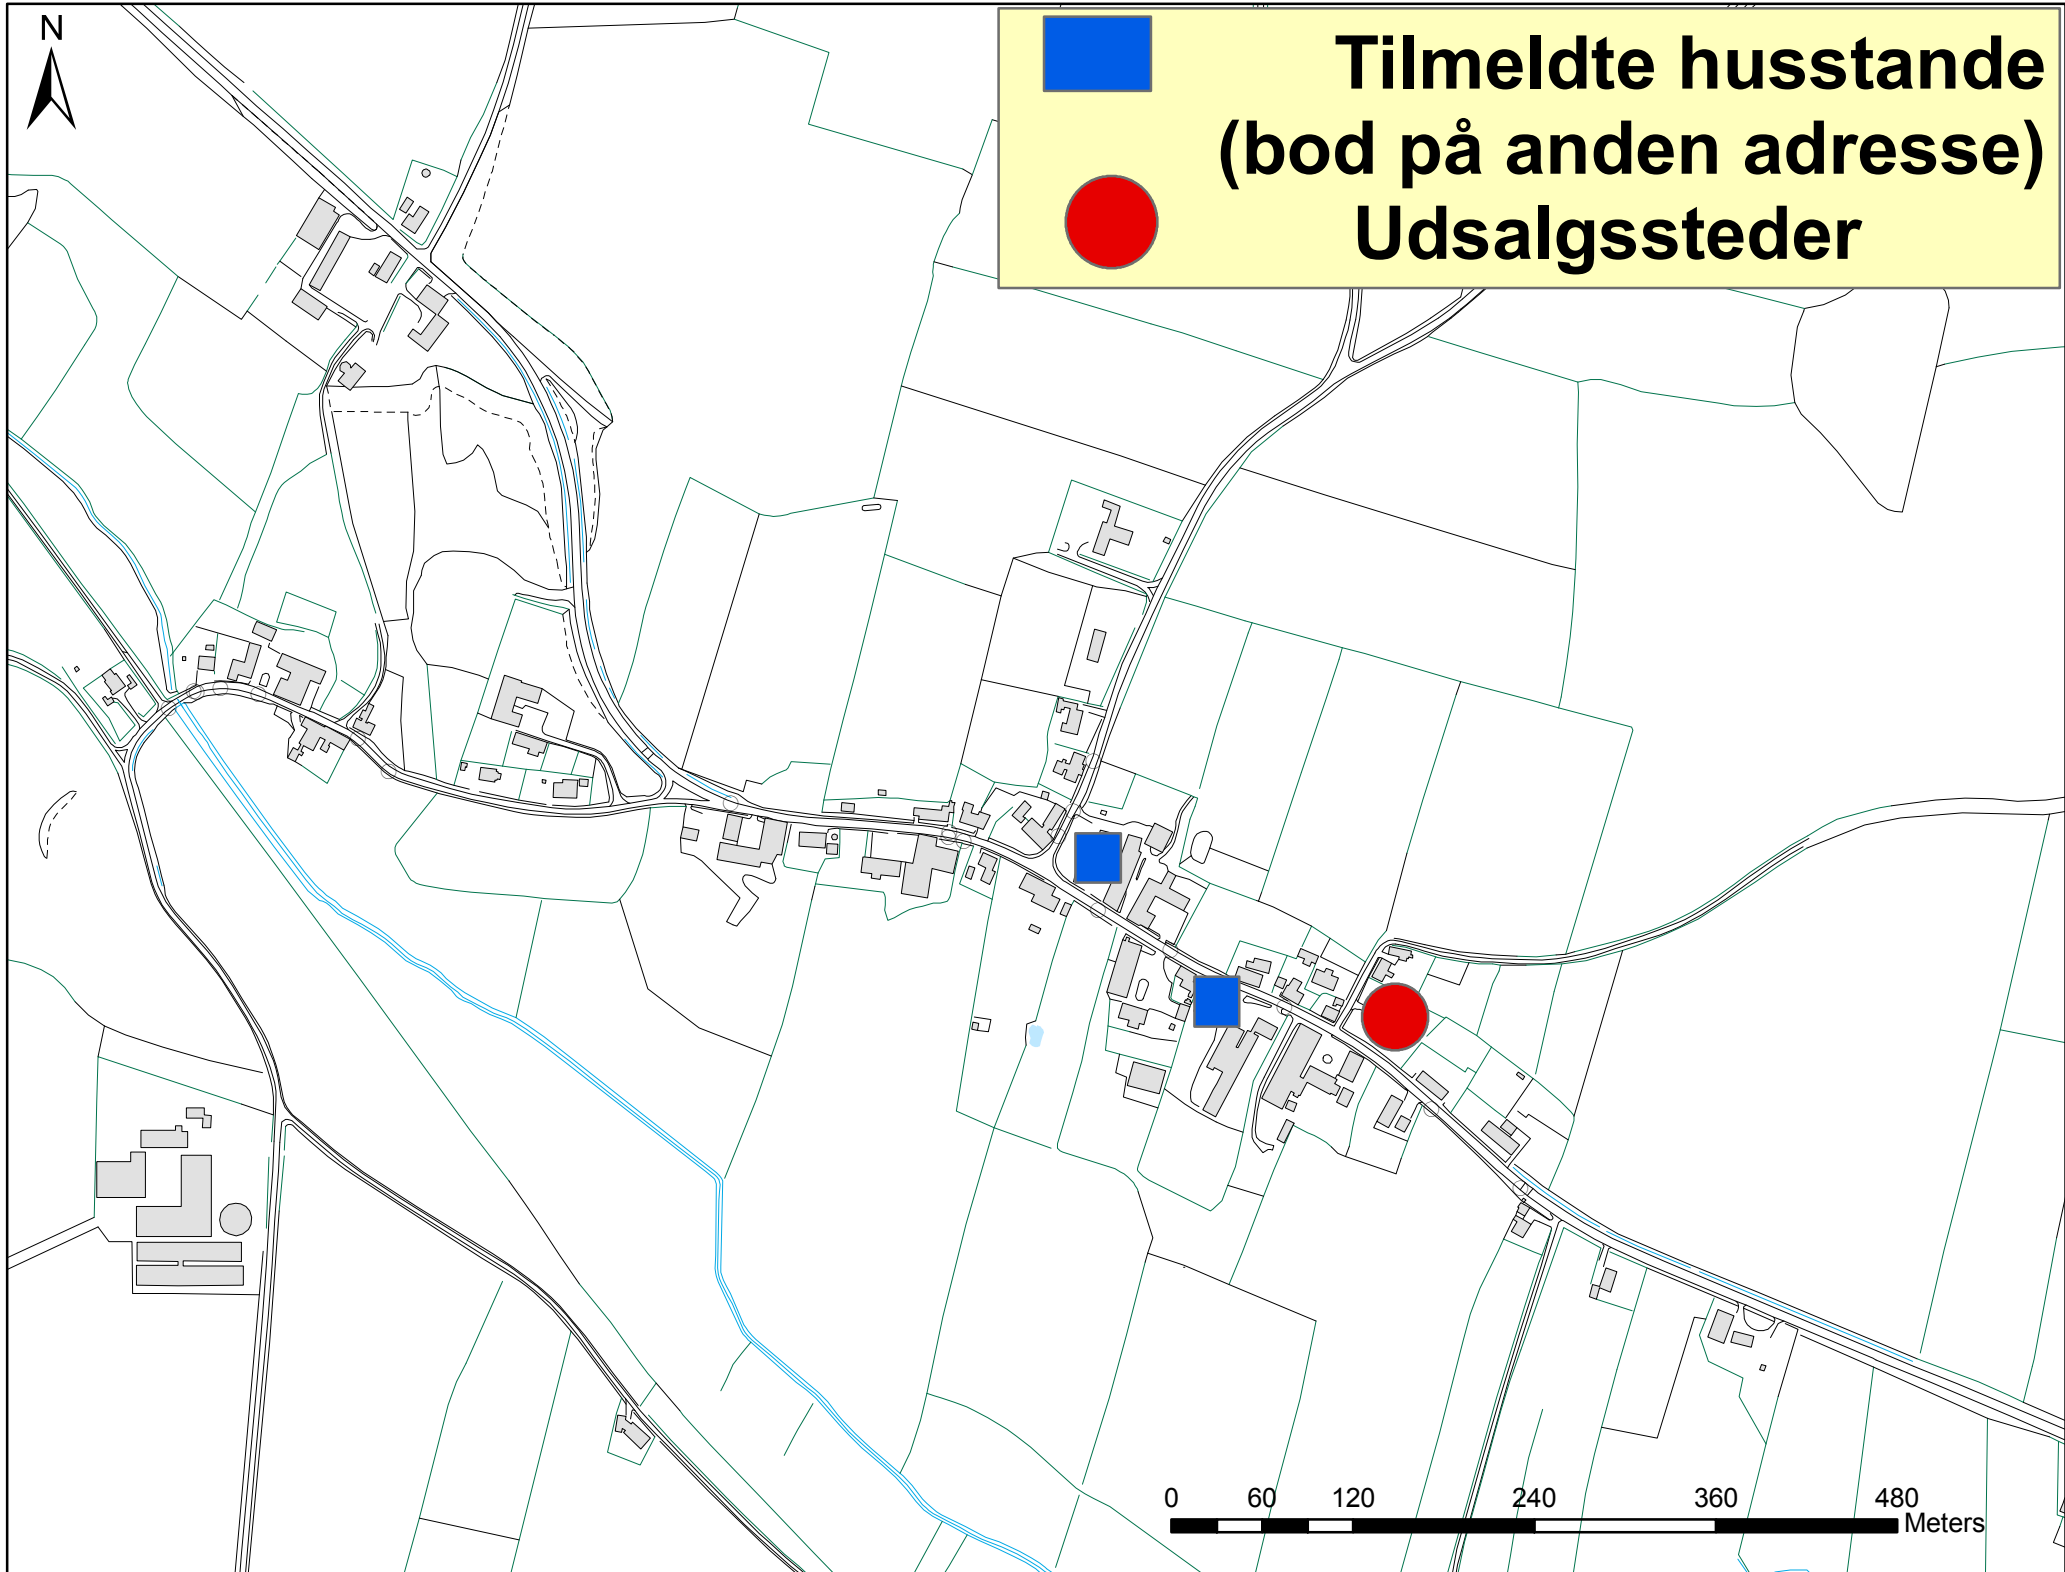 N
Tilmeldte husstande
(bod på anden adresse)
Udsalgssteder
0 60 120 240 360 480
Meters